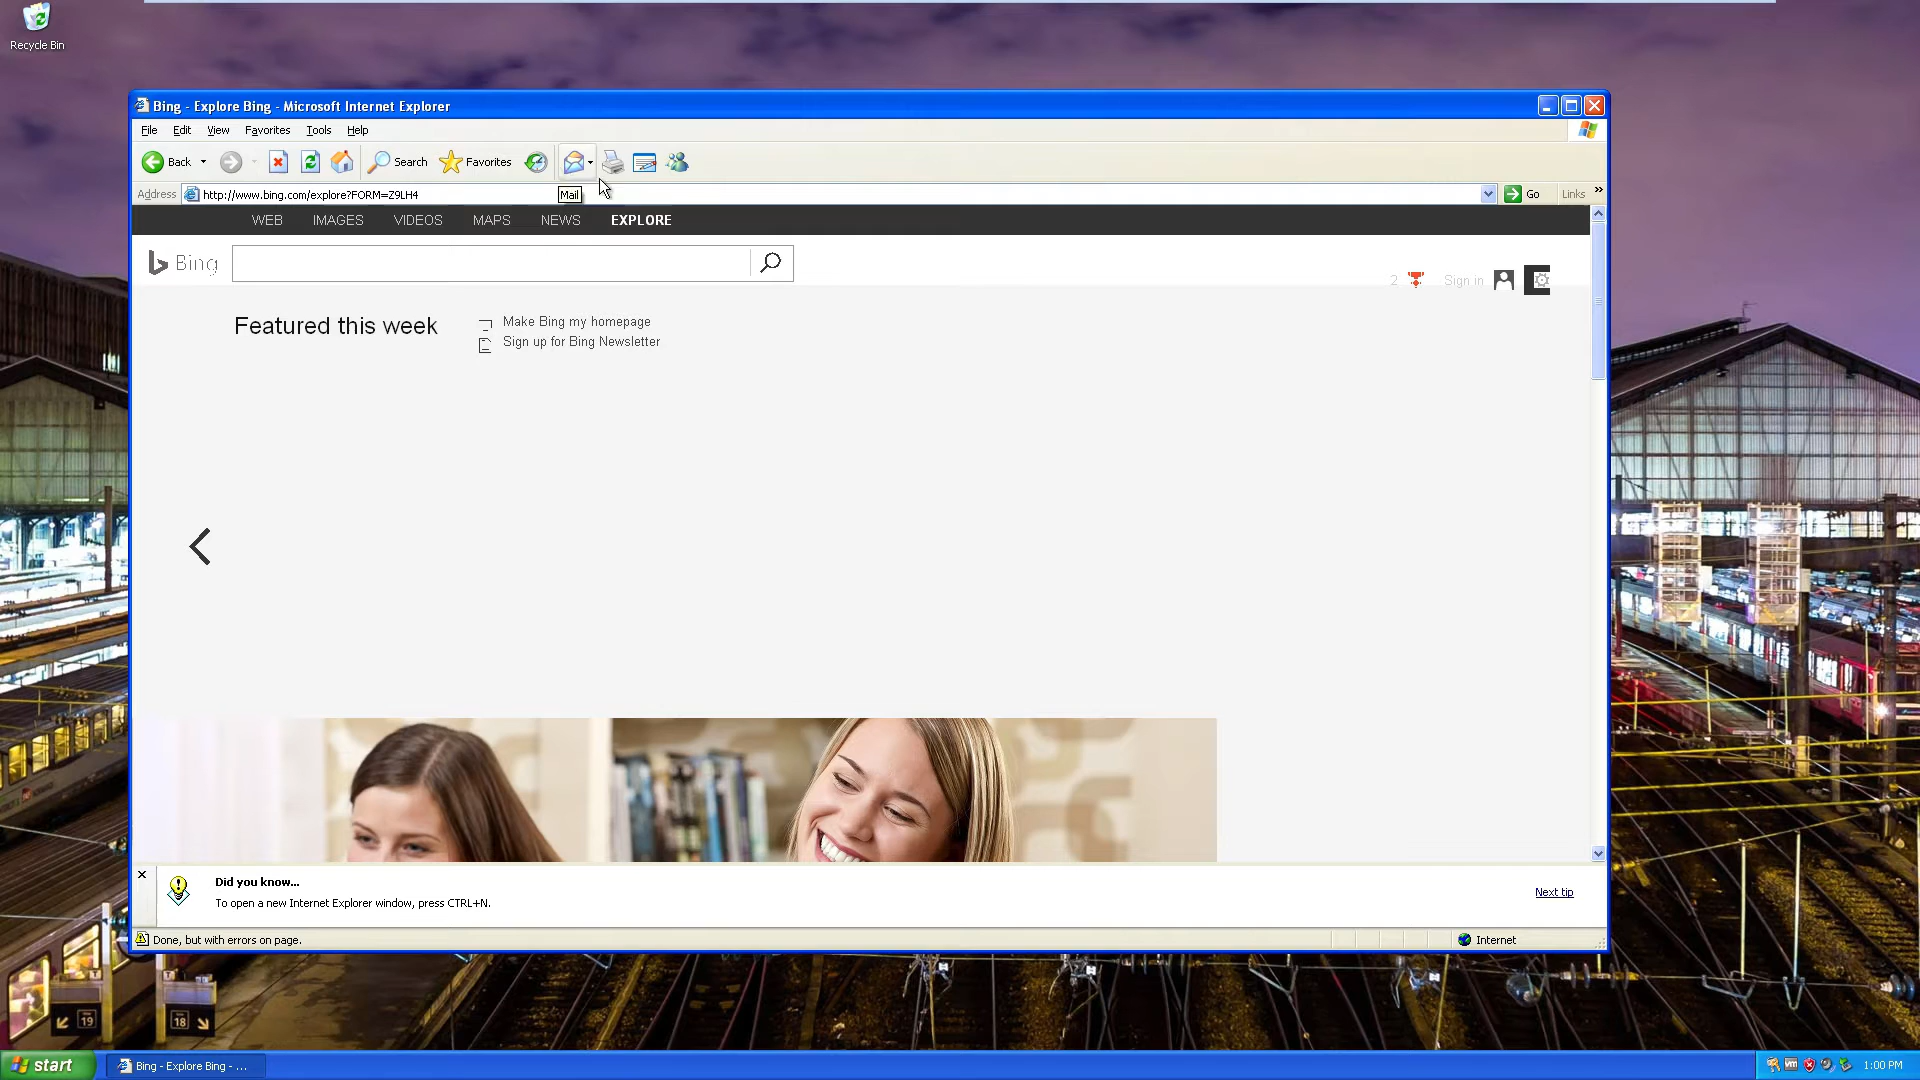 Recycle Bin
Bing - Explore Bing - Microsoft Internet Explorer
File Edit View Favorites Tools Help
Back Search Favorites
Address http://www.bing.com/explore?FORM=Z9LH4 Mail Go Links »
WEB IMAGES VIDEOS MAPS NEWS EXPLORE
Bing
2 Sign in
Featured this week
Make Bing my homepage
Sign up for Bing Newsletter
Did you know...
To open a new Internet Explorer window, press CTRL+N.
Next tip
Done, but with errors on page.
Internet
19
18
start Bing - Explore Bing - ... 1:00 PM